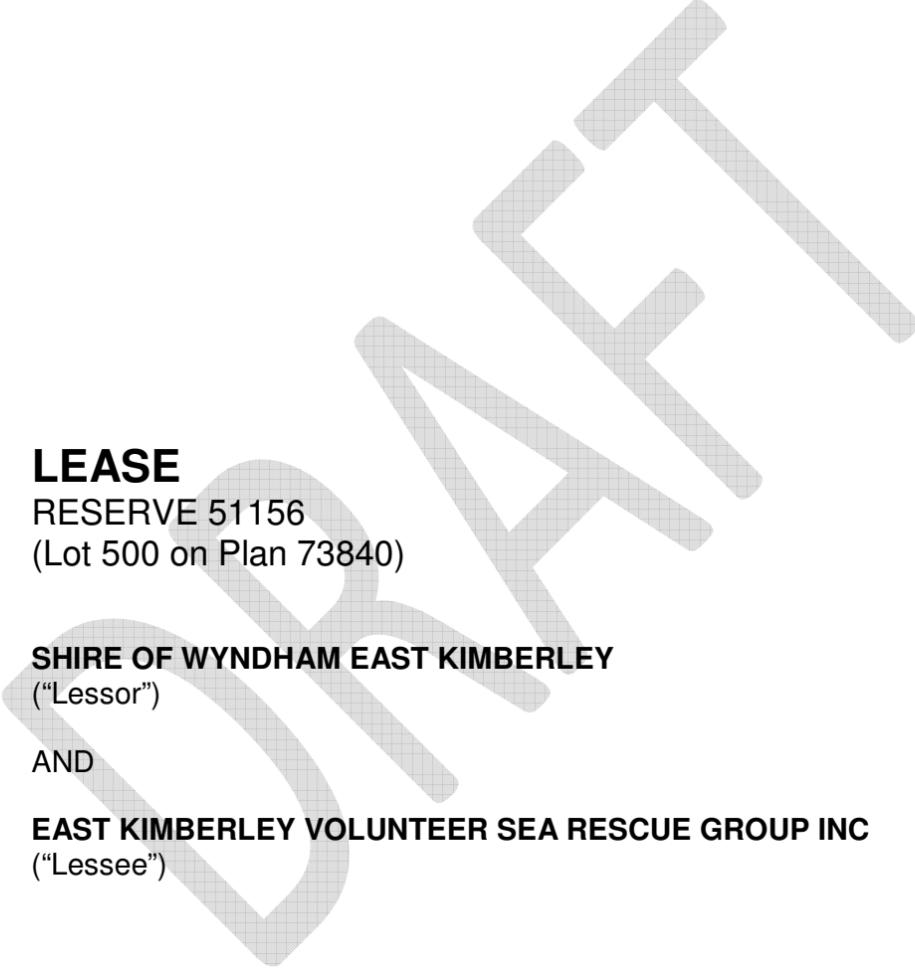 LEASE
RESERVE 51156
(Lot 500 on Plan 73840)
SHIRE OF WYNDHAM EAST KIMBERLEY
(“Lessor”)
AND
EAST KIMBERLEY VOLUNTEER SEA RESCUE GROUP INC
(“Lessee”)
DRAFT